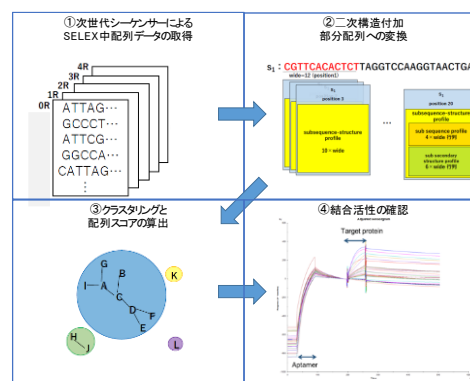 ①次世代シーケンサーによる
SELEX中配列データの取得
4R
3R
2R
1R
0R
ATTAG…
GCCCT…
ATTCG…
GGCCA…
CATTAG…
⋮
②二次構造付加
部分配列への変換
s₁ : CGTTCACACTCTTAGGTCCAAGGTAACTGA
wide=12 (position1)
s₁
position 3
subsequence-structure
profile
10 × wide
…
s₁
position 20
subsequence-structure
profile
sub sequence profile
4 × wide 行列
sub-secondary
structure profile
6 × wide 行列
③クラスタリングと
配列スコアの算出
G
B
I
A
C
D
F
E
K
H
J
L
④結合活性の確認
Target protein
Aptamer